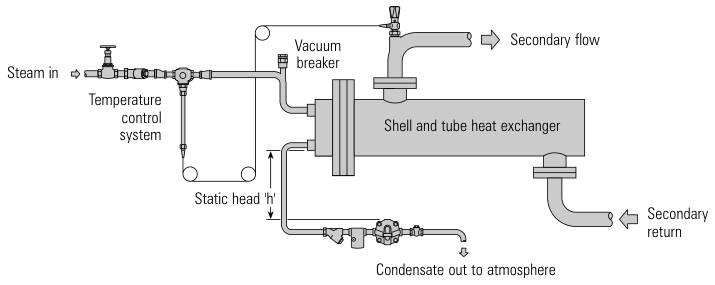 Secondary flow
Vacuum
breaker
Steam in
Temperature
control
system
Shell and tube heat exchanger
Static head 'h'
Secondary
return
Condensate out to atmosphere